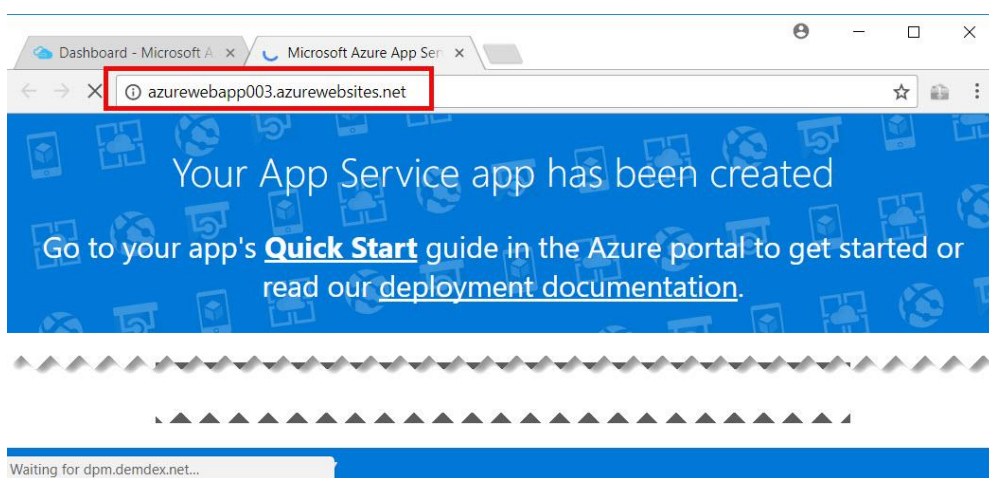 Dashboard - Microsoft A
Microsoft Azure App Ser
azurewebapp003.azurewebsites.net
Your App Service app has been created
Go to your app's Quick Start guide in the Azure portal to get started or
read our deployment documentation.
Waiting for dpm.demdex.net...